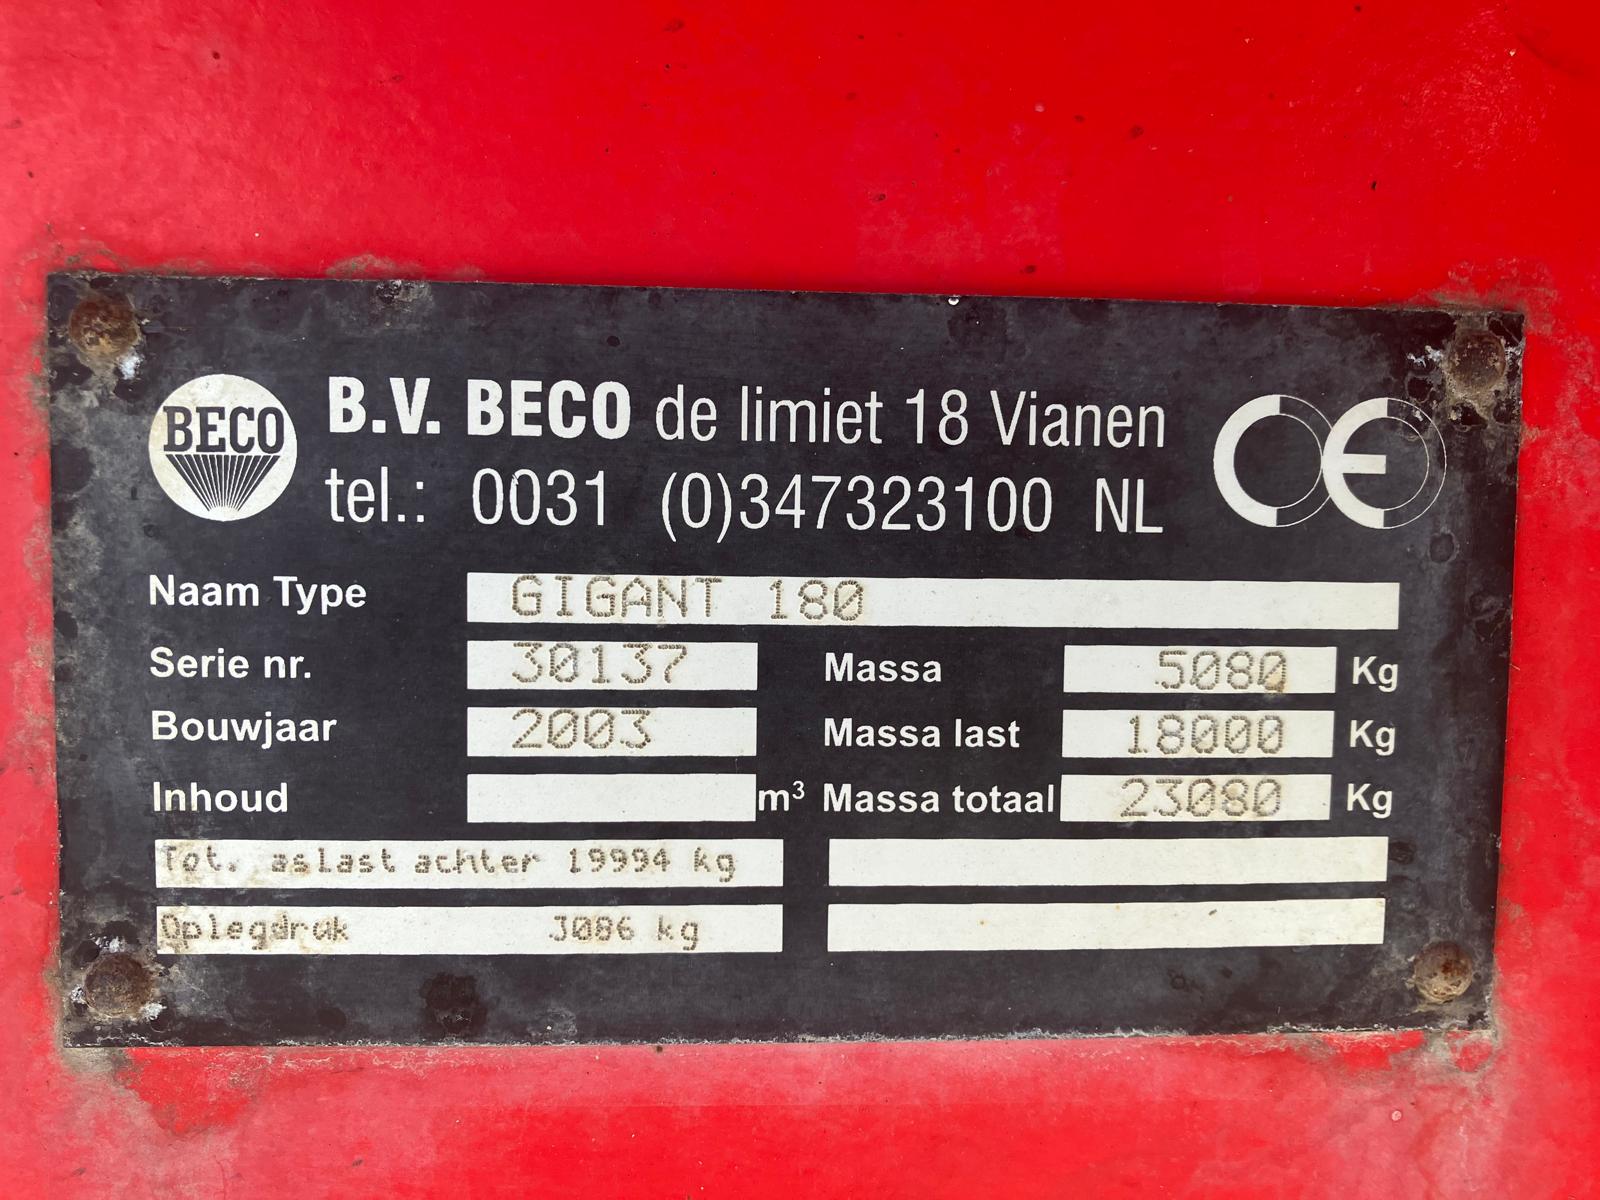 BECO
B.V. BECO de limiet 18 Vianen
tel.: 0031 (0)347323100 NL
CE
Naam Type GIGANT 180
Serie nr. 30137 Massa 5080 Kg
Bouwjaar 2003 Massa last 18000 Kg
Inhoud m³ Massa totaal 23080 Kg
Tot. aslast achter 19994 kg
Oplegdruk 3086 kg